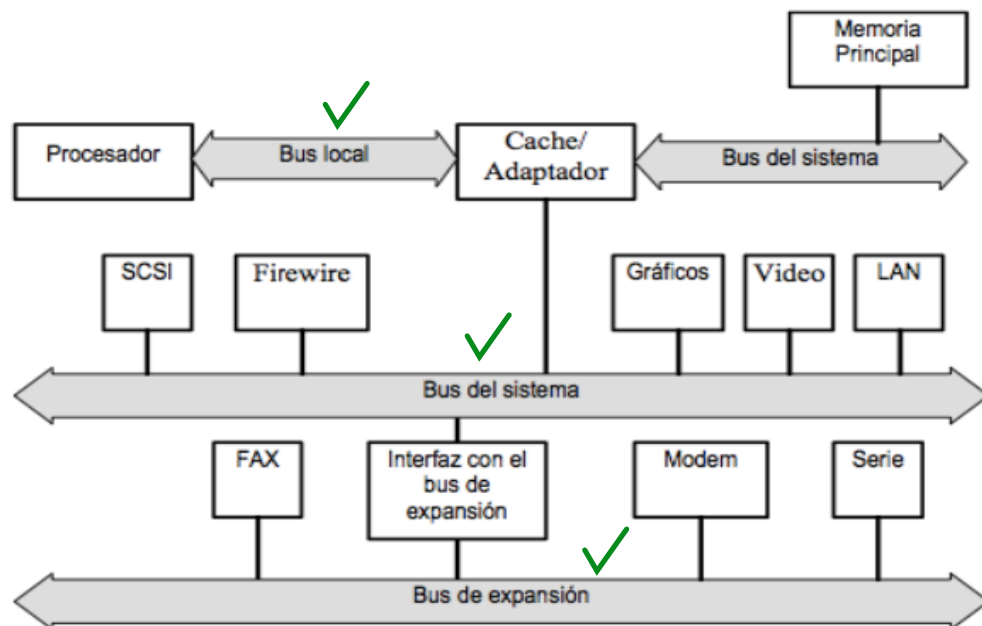 Memoria
Principal
Procesador
Bus local
Cache/
Adaptador
Bus del sistema
SCSI
Firewire
Gráficos
Video
LAN
Bus del sistema
FAX
Interfaz con el
bus de
expansión
Modem
Serie
Bus de expansión